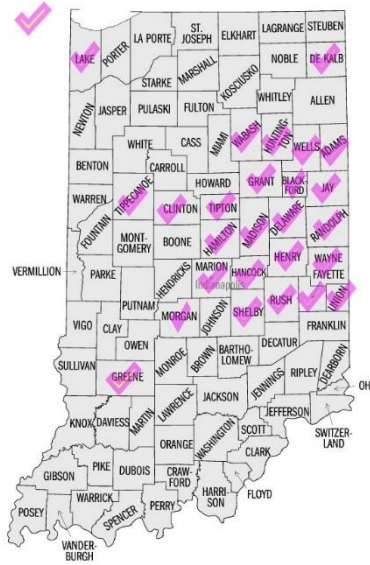 LA PORTE
ST.
JOSEPH
ELKHART
LAGRANGE
STEUBEN
LAKE
PORTER
NOBLE
DE KALB
STARKE
MARSHALL
KOSCIUSKO
WHITLEY
ALLEN
NEWTON
JASPER
PULASKI
FULTON
MIAMI
WABASH
HUNTING-
TON
WELLS
ADAMS
WHITE
CASS
BENTON
CARROLL
HOWARD
GRANT
BLACK-
FORD
JAY
WARREN
TIPPECANOE
CLINTON
TIPTON
MADISON
DELAWARE
RANDOLPH
FOUNTAIN
MONT-
GOMERY
BOONE
HAMILTON
HENRY
WAYNE
VERMILLION
PARKE
HENDRICKS
MARION
Indianapolis
HANCOCK
FAYETTE
UNION
PUTNAM
MORGAN
JOHNSON
SHELBY
RUSH
FRANKLIN
VIGO
CLAY
OWEN
MONROE
BROWN
BARTHO-
LOMEW
DECATUR
DEARBORN
SULLIVAN
GREENE
JENNINGS
RIPLEY
OH
KNOX
DAVIESS
MARTIN
LAWRENCE
JACKSON
JEFFERSON
SWITZER-
LAND
ORANGE
WASHINGTON
SCOTT
CLARK
GIBSON
PIKE
DUBOIS
CRAW-
FORD
HARRI-
SON
FLOYD
POSEY
WARRICK
SPENCER
PERRY
VANDER-
BURGH